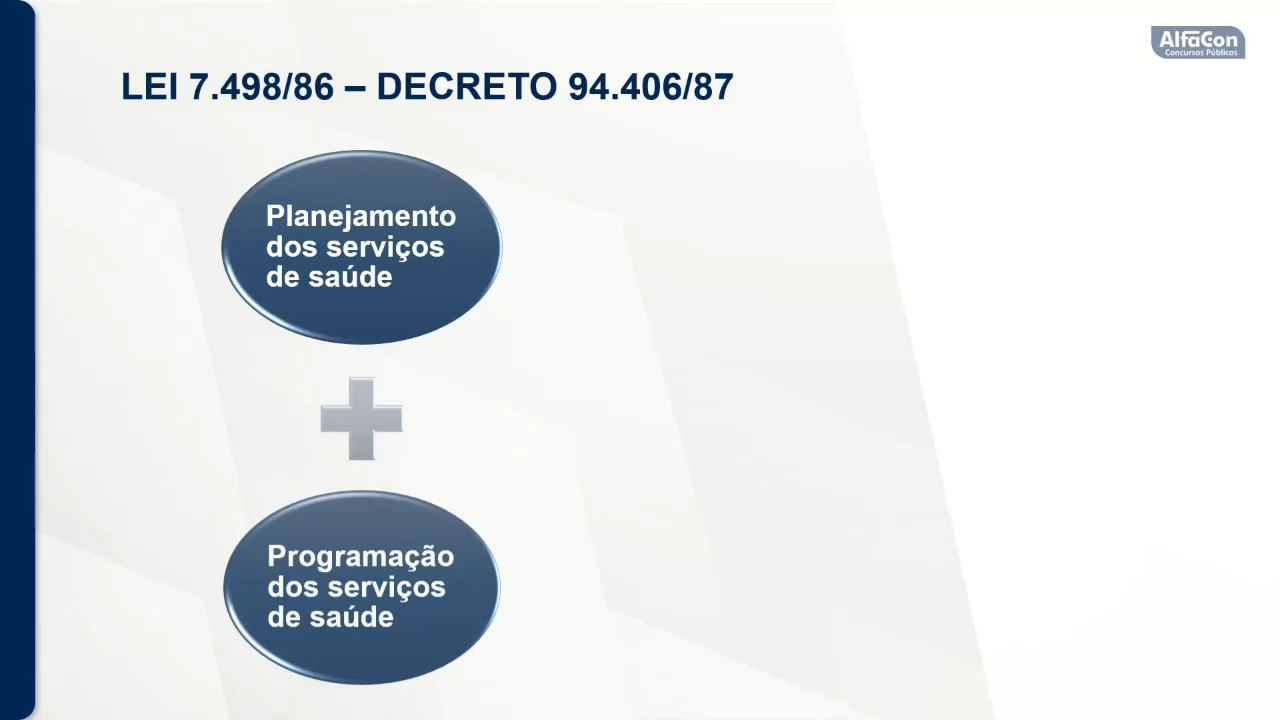 AlfaCon
Concursos Públicos
LEI 7.498/86 – DECRETO 94.406/87
Planejamento
dos serviços
de saúde
Programação
dos serviços
de saúde